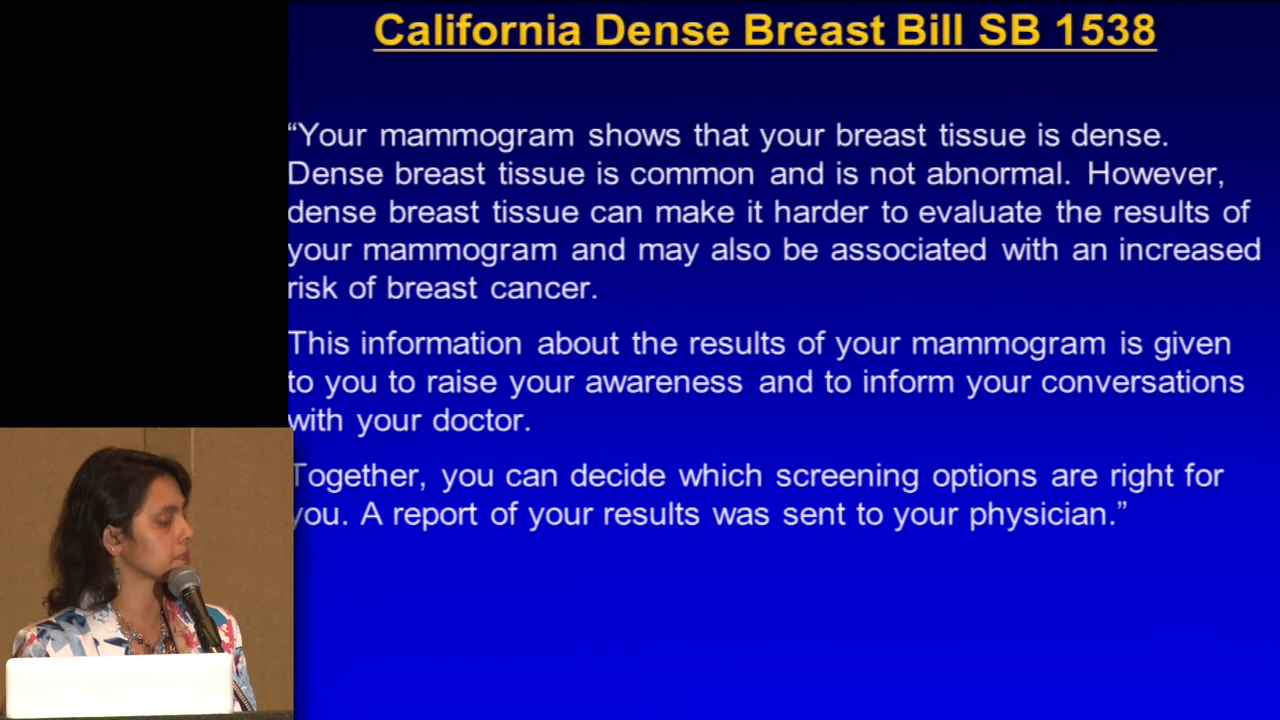 California Dense Breast Bill SB 1538
“Your mammogram shows that your breast tissue is dense.
Dense breast tissue is common and is not abnormal. However,
dense breast tissue can make it harder to evaluate the results of
your mammogram and may also be associated with an increased
risk of breast cancer.
This information about the results of your mammogram is given
to you to raise your awareness and to inform your conversations
with your doctor.
Together, you can decide which screening options are right for
you. A report of your results was sent to your physician.”